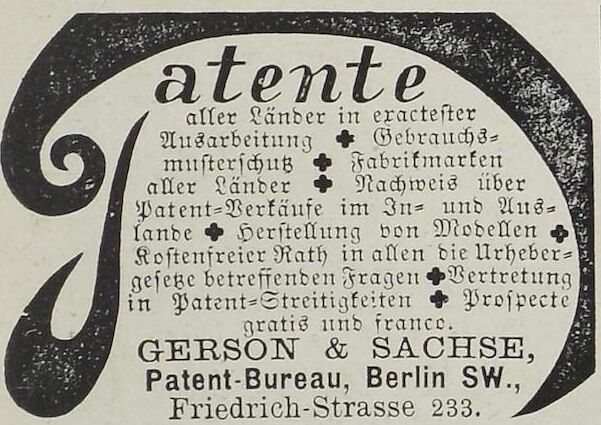 Patente
aller Länder in exactester
Ausarbeitung ✚ Gebrauchs=
musterschutz ✚ Fabrikmarken
aller Länder ✚ Nachweis über
Patent=Verkäufe im In= und Aus=
lande ✚ Herstellung von Modellen ✚
Kostenfreier Rath in allen die Urheber=
gesetze betreffenden Fragen ✚ Vertretung
in Patent=Streitigkeiten ✚ Prospecte
gratis und franco.
GERSON & SACHSE,
Patent-Bureau, Berlin SW.,
Friedrich-Strasse 233.